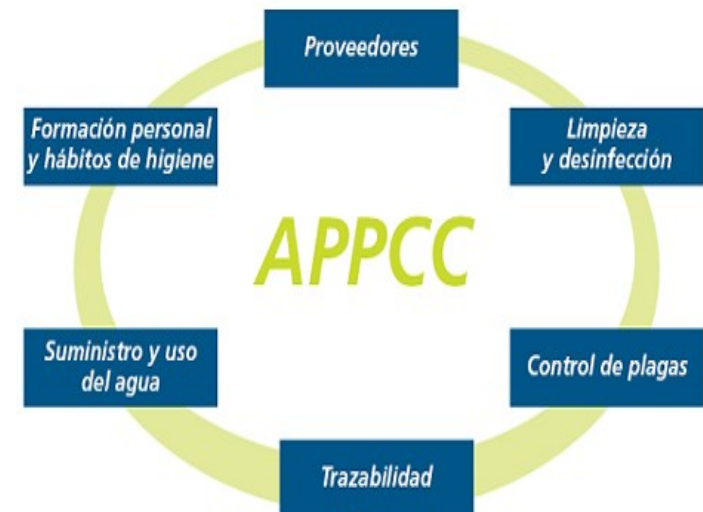 Proveedores
Formación personal
y hábitos de higiene
Limpieza
y desinfección
APPCC
Suministro y uso
del agua
Control de plagas
Trazabilidad